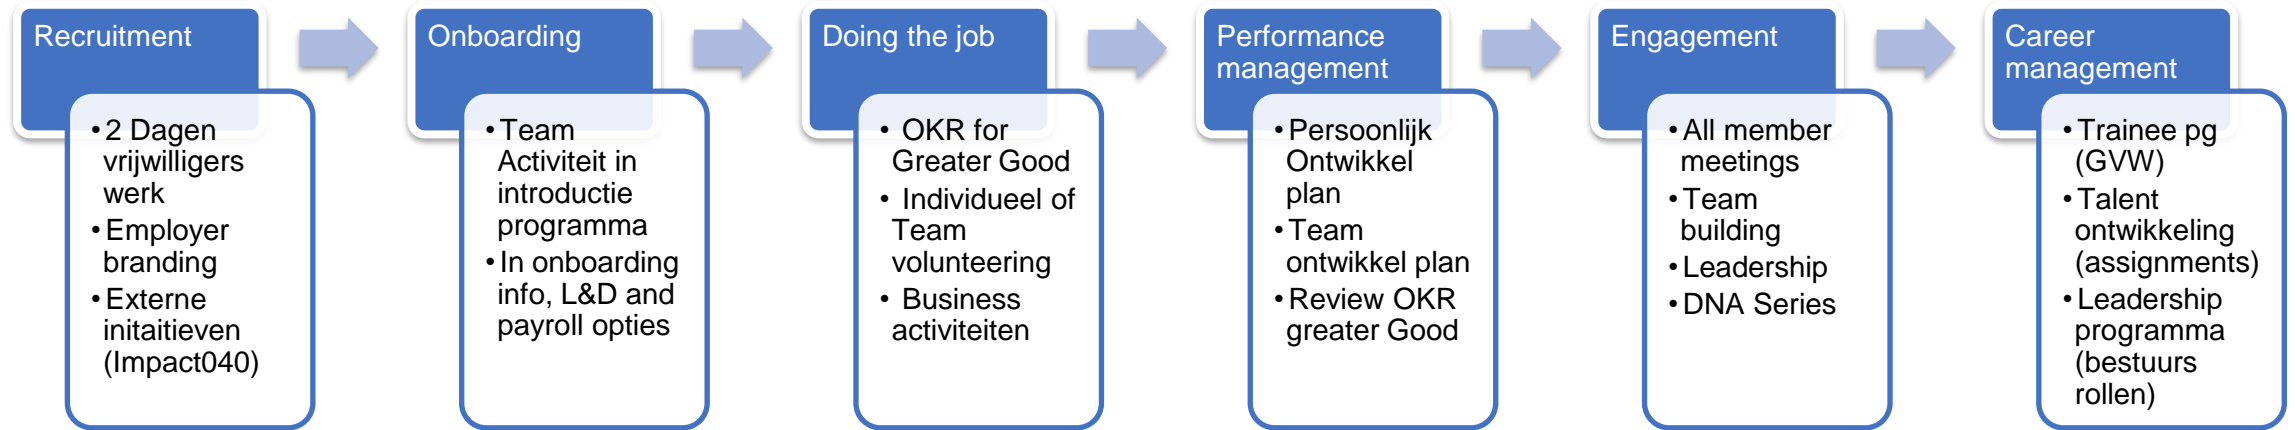 Recruitment
• 2 Dagen
vrijwilligers
werk
• Employer
branding
• Externe
initaitieven
(Impact040)
Onboarding
• Team
Activiteit in
introductie
programma
• In onboarding
info, L&D and
payroll opties
Doing the job
• OKR for
Greater Good
• Individueel of
Team
volunteering
• Business
activiteiten
Performance
management
• Persoonlijk
Ontwikkel
plan
• Team
ontwikkel plan
• Review OKR
greater Good
Engagement
• All member
meetings
• Team
building
• Leadership
• DNA Series
Career
management
• Trainee pg
(GVW)
• Talent
ontwikkeling
(assignments)
• Leadership
programma
(bestuurs
rollen)